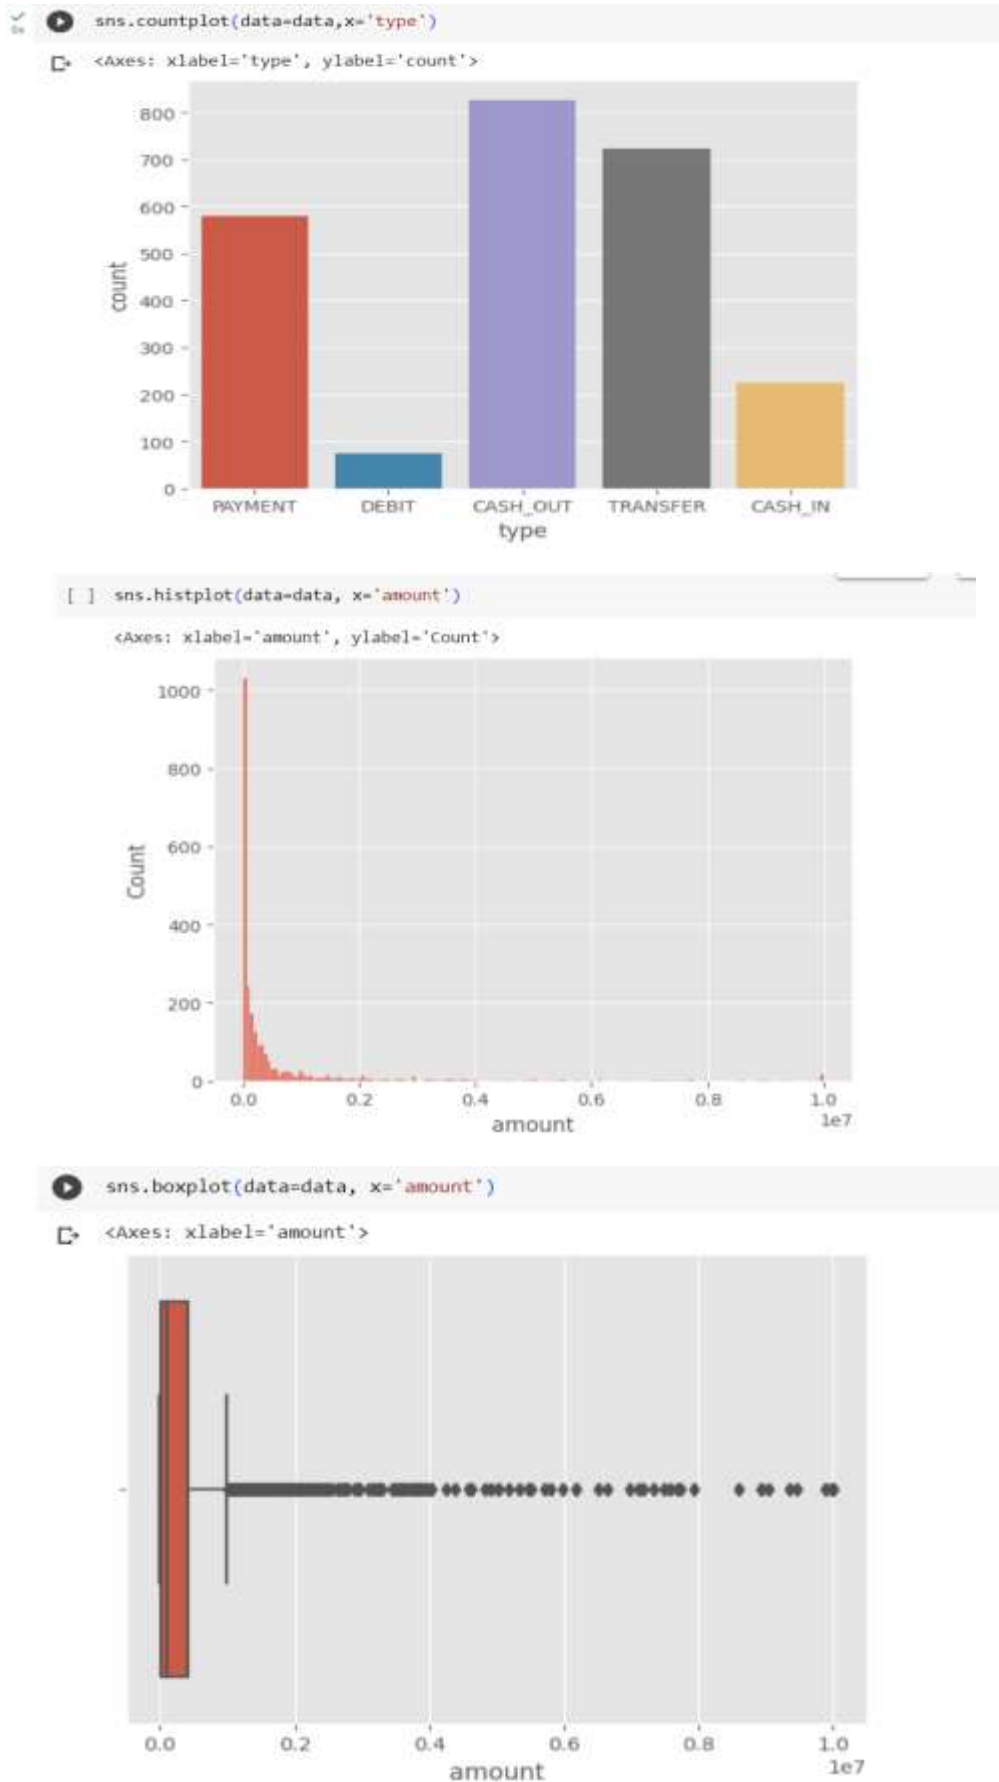 sns.countplot(data=data,x='type')
0s
<Axes: xlabel='type', ylabel='count'>
800
700
600
500
400
300
200
100
0
count
PAYMENT DEBIT CASH_OUT TRANSFER CASH_IN
type
[ ] sns.histplot(data=data, x='amount')
<Axes: xlabel='amount', ylabel='Count'>
1000
800
600
400
200
0
Count
0.0 0.2 0.4 0.6 0.8 1.0
1e7
amount
sns.boxplot(data=data, x='amount')
<Axes: xlabel='amount'>
0.0 0.2 0.4 0.6 0.8 1.0
1e7
amount